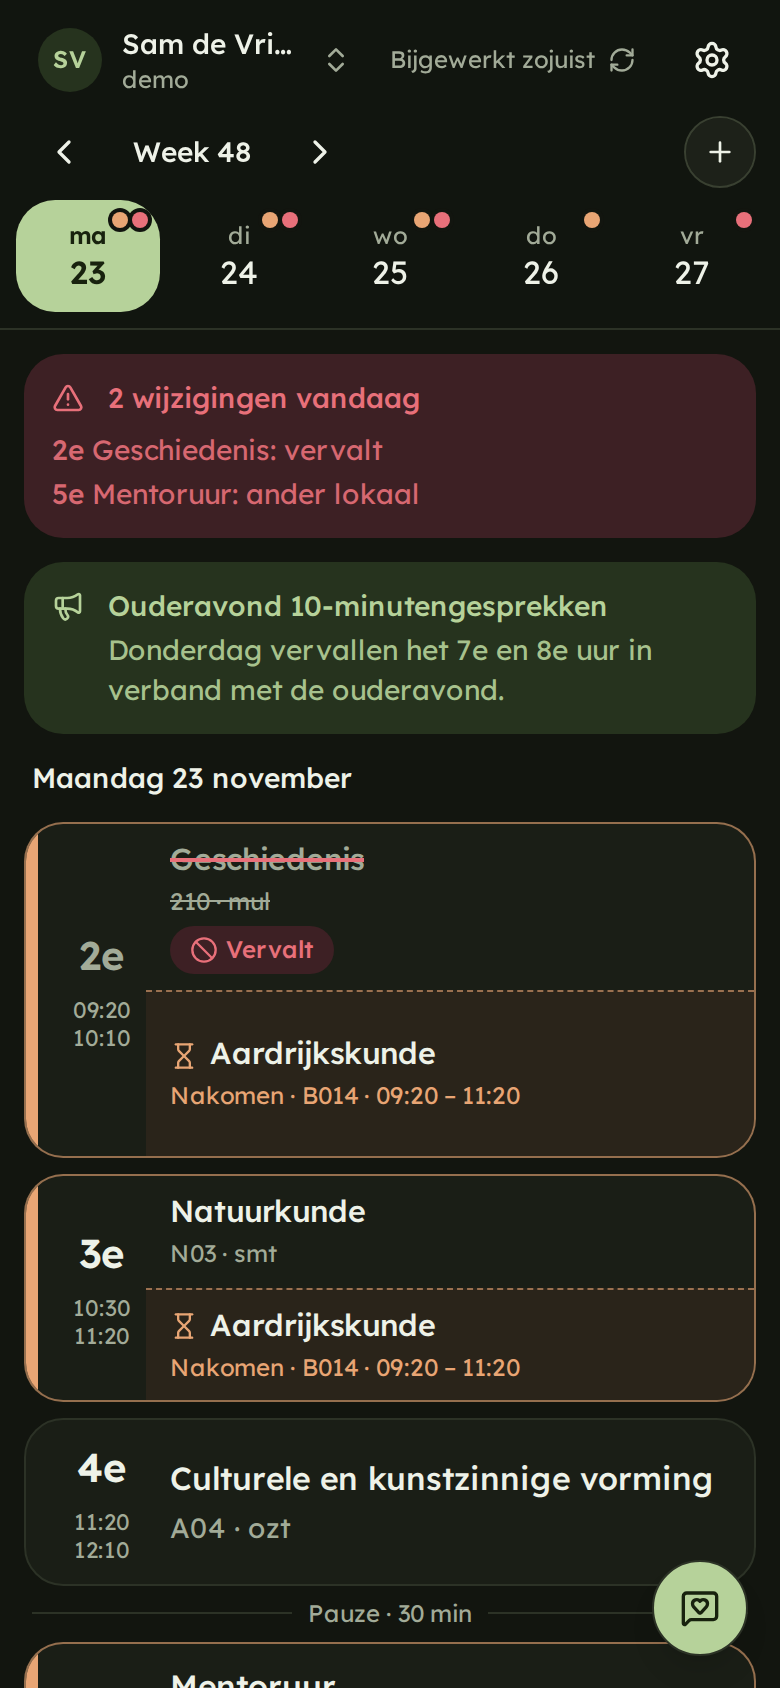 SV
Sam de Vri...
demo
Bijgewerkt zojuist
Week 48
ma
23
di
24
wo
25
do
26
vr
27
2 wijzigingen vandaag
2e Geschiedenis: vervalt
5e Mentoruur: ander lokaal
Ouderavond 10-minutengesprekken
Donderdag vervallen het 7e en 8e uur in
verband met de ouderavond.
Maandag 23 november
2e
09:20
10:10
Geschiedenis
210 · mul
Vervalt
Aardrijkskunde
Nakomen · B014 · 09:20 – 11:20
3e
10:30
11:20
Natuurkunde
N03 · smt
Aardrijkskunde
Nakomen · B014 · 09:20 – 11:20
4e
11:20
12:10
Culturele en kunstzinnige vorming
A04 · ozt
Pauze · 30 min
Mentoruur